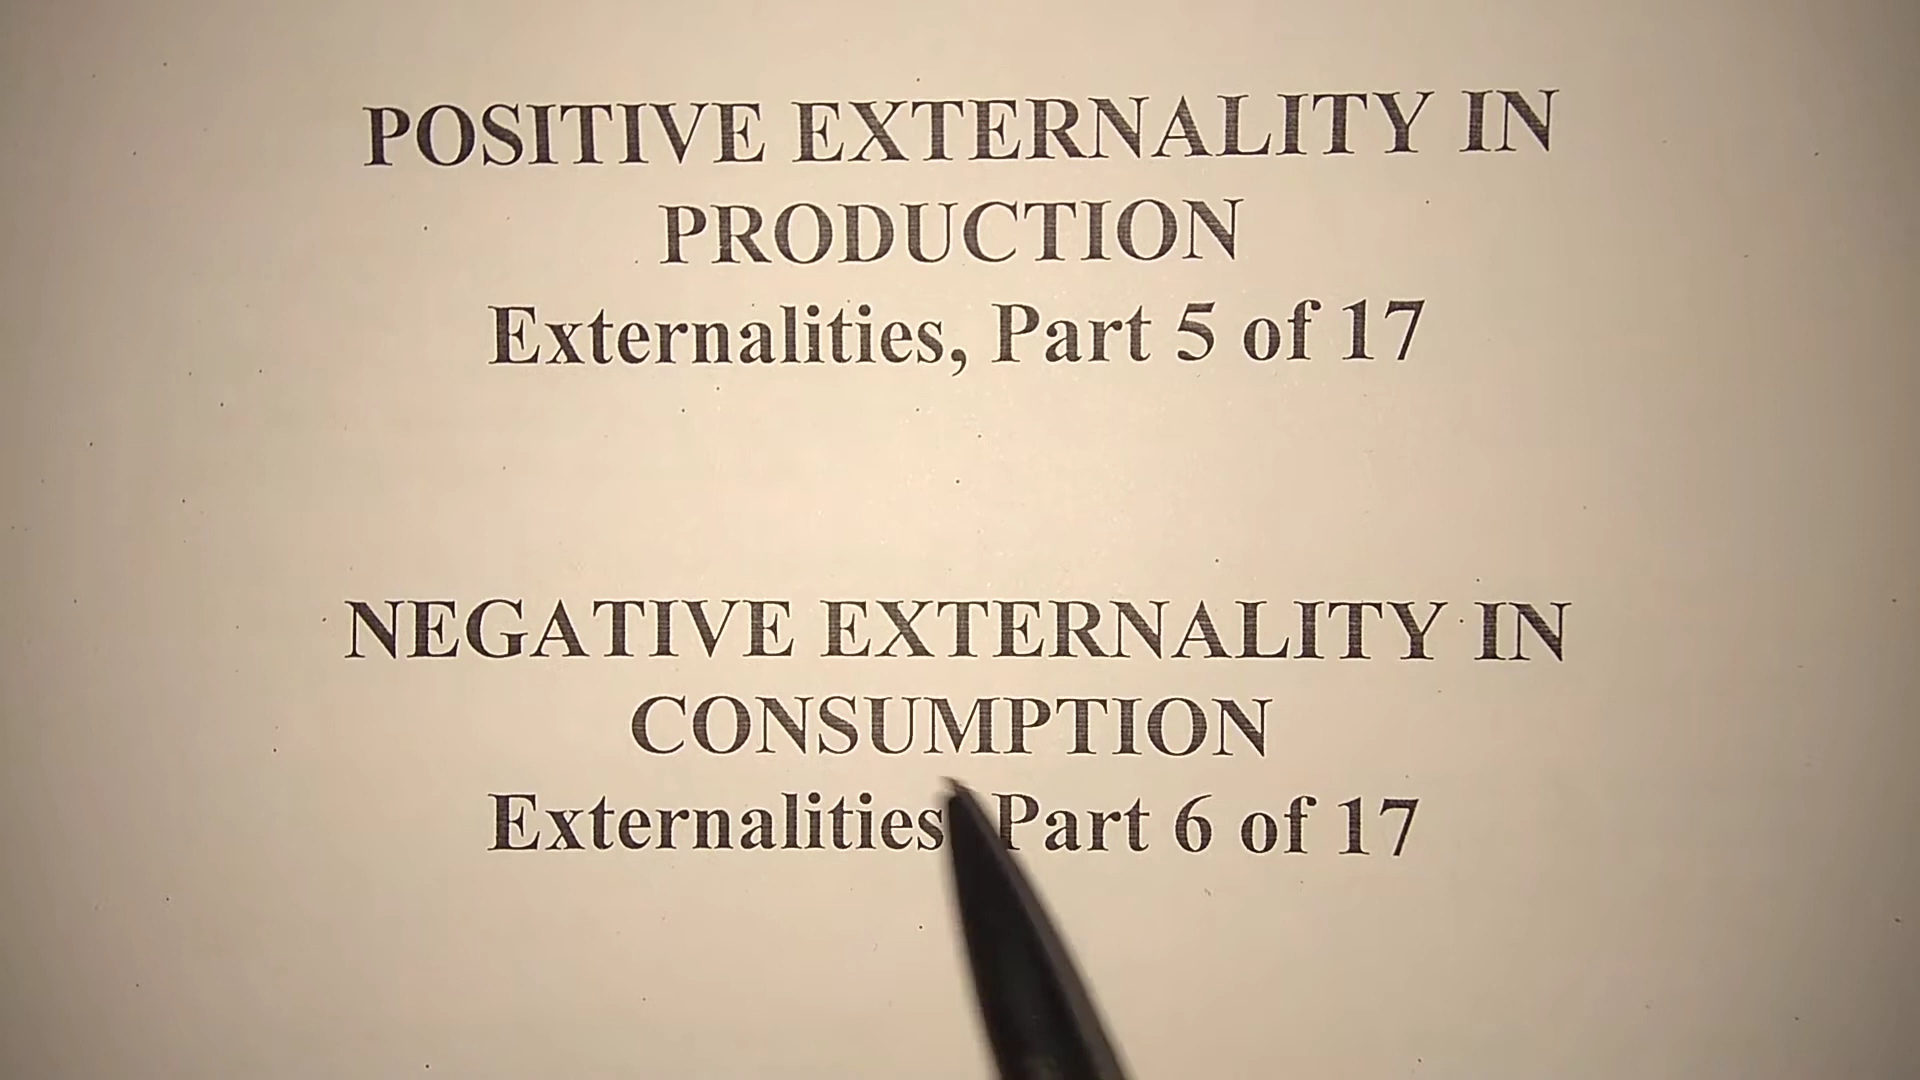 POSITIVE EXTERNALITY IN
PRODUCTION
Externalities, Part 5 of 17
NEGATIVE EXTERNALITY IN
CONSUMPTION
Externalities Part 6 of 17